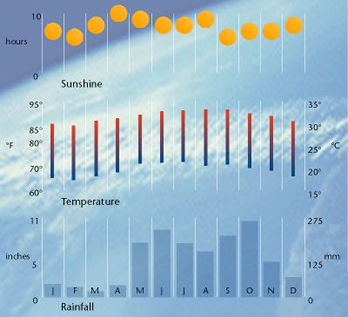 10
hours
0
Sunshine
95° 35°
30°
°F 85° 25° °C
80°
70° 20°
60° 15°
Temperature
11 275
inches mm
5 125
J F M A M J J A S O N D
0 0
Rainfall